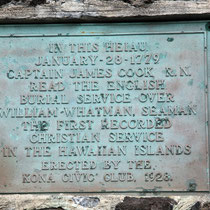 IN THIS HEIAU,
JANUARY-28-1779
CAPTAIN JAMES COOK, R.N.
READ THE ENGLISH
BURIAL SERVICE OVER
WILLIAM-WHATMAN, SEAMAN
THE FIRST RECORDED
CHRISTIAN SERVICE
IN THE HAWAIIAN ISLANDS
ERECTED BY THE,
KONA CIVIC CLUB, 1928.